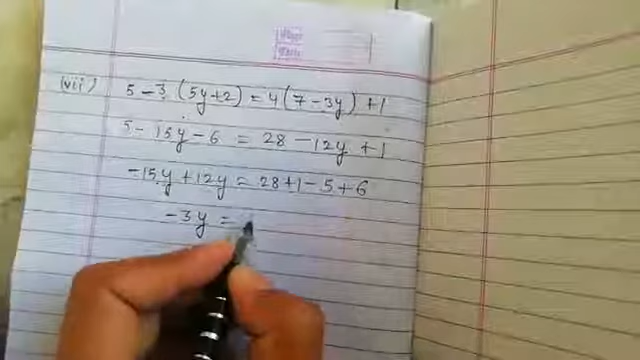 (vii) 5 - 3 (5y+2) = 4 (7 - 3y) + 1
5 - 15y - 6 = 28 - 12y + 1
-15y + 12y = 28 + 1 - 5 + 6
-3y =